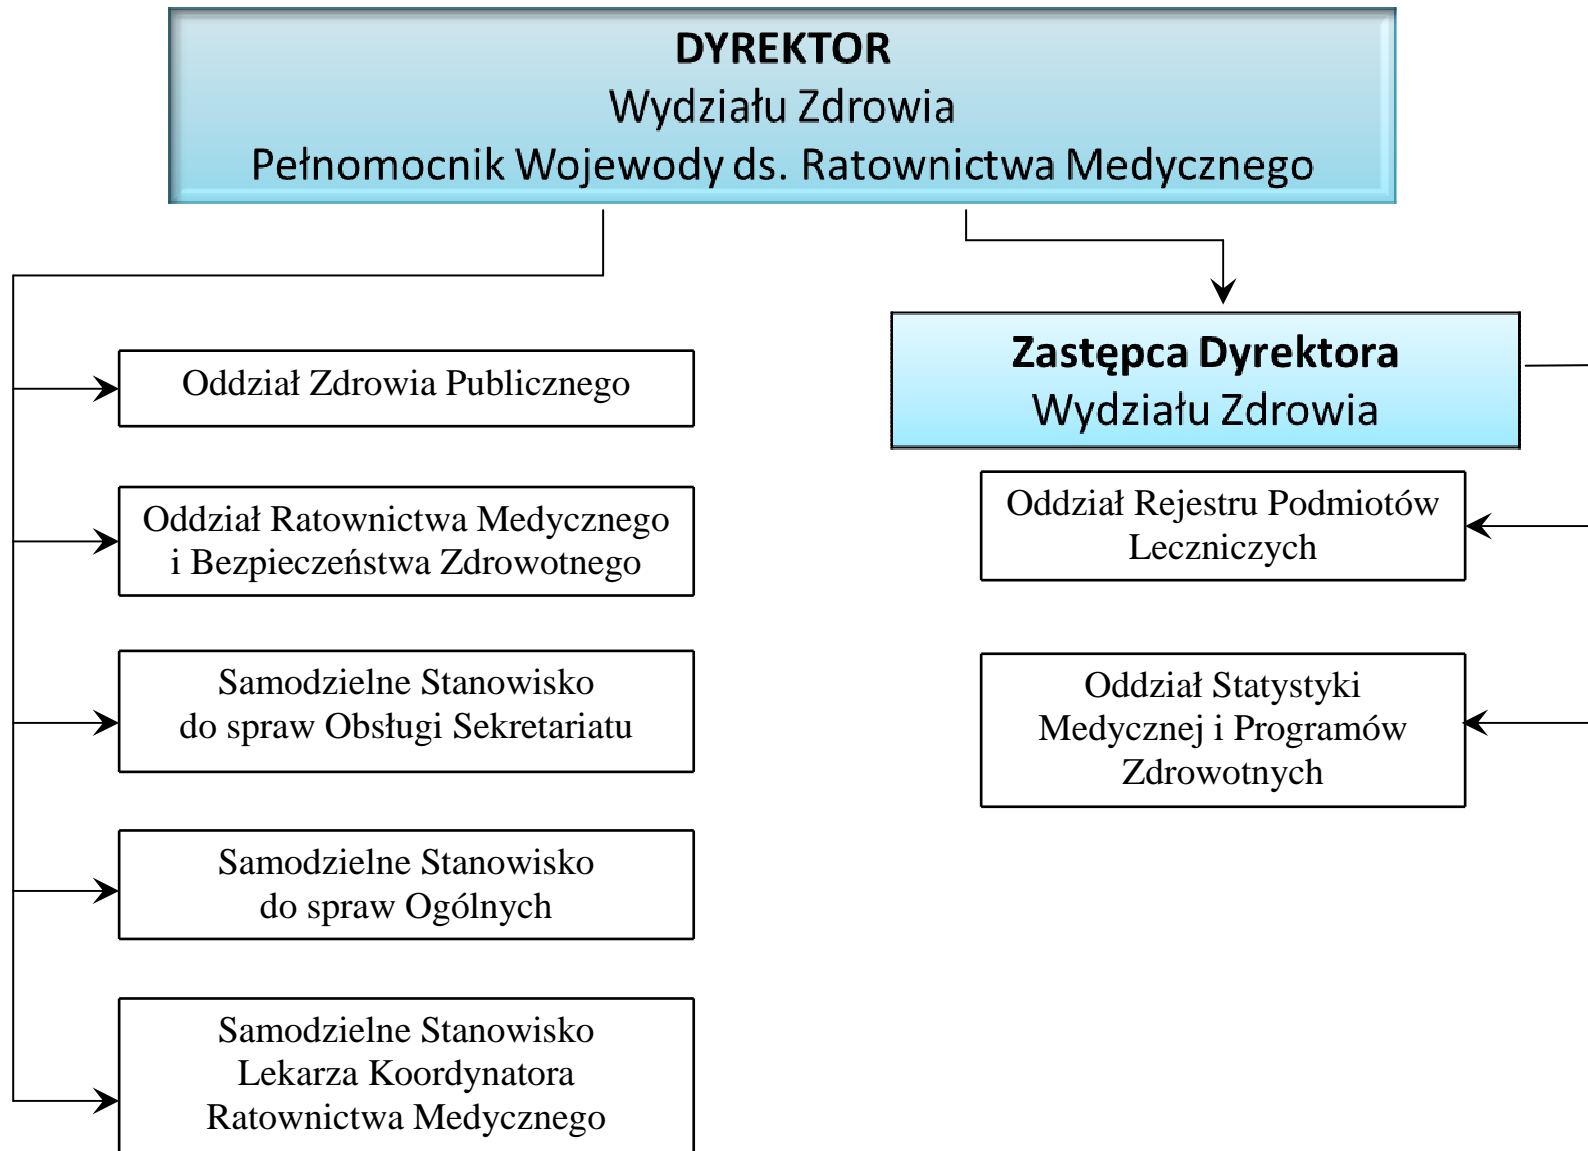 DYREKTOR
Wydziału Zdrowia
Pełnomocnik Wojewody ds. Ratownictwa Medycznego
Oddział Zdrowia Publicznego
Oddział Ratownictwa Medycznego
i Bezpieczeństwa Zdrowotnego
Samodzielne Stanowisko
do spraw Obsługi Sekretariatu
Samodzielne Stanowisko
do spraw Ogólnych
Samodzielne Stanowisko
Lekarza Koordynatora
Ratownictwa Medycznego
Zastępca Dyrektora
Wydziału Zdrowia
Oddział Rejestru Podmiotów
Leczniczych
Oddział Statystyki
Medycznej i Programów
Zdrowotnych